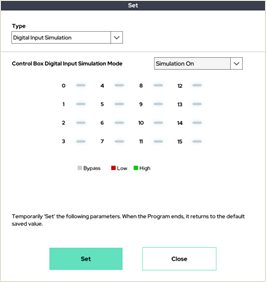 Set
Type
Digital Input Simulation
Control Box Digital Input Simulation Mode Simulation On
0 4 8 12
1 5 9 13
2 6 10 14
3 7 11 15
Bypass Low High
Temporarily 'Set' the following parameters. When the Program ends, it returns to the default
saved value.
Set Close